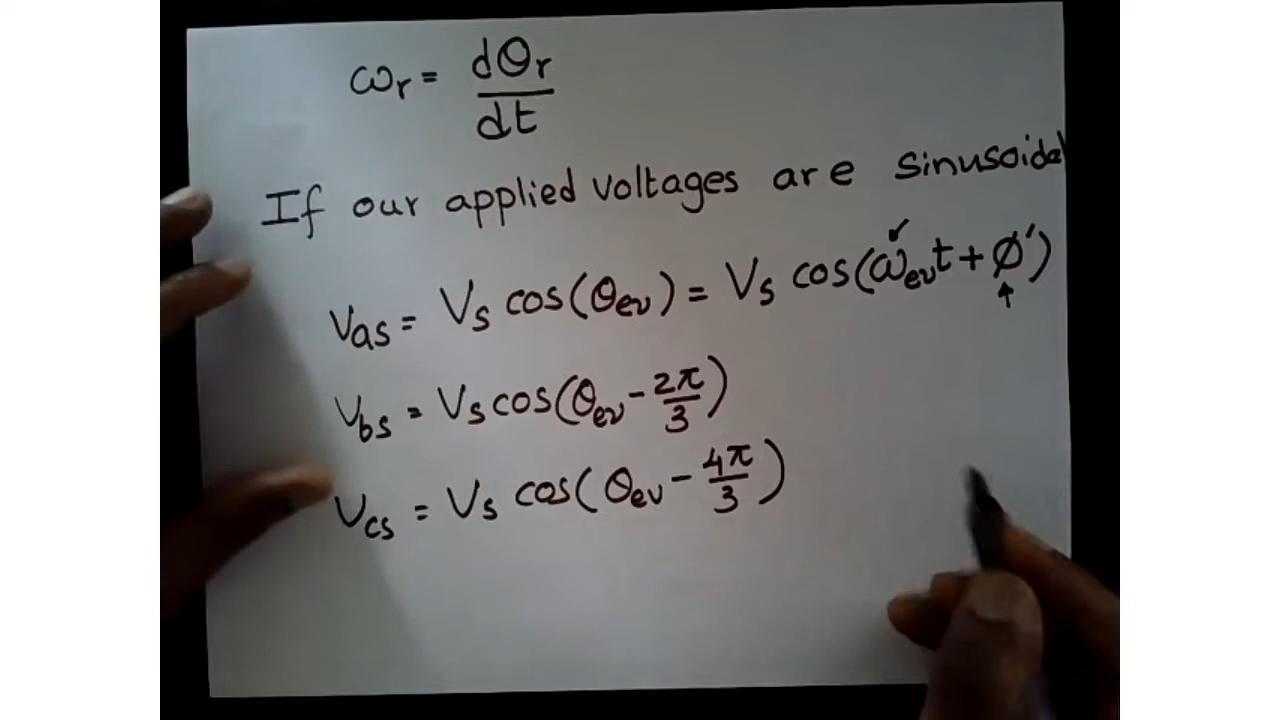 ωr = dθr/dt
If our applied voltages are sinusoidal
Vas = Vs cos(θev) = Vs cos(ωevt + φ')
Vbs = Vs cos(θev - 2π/3)
Vcs = Vs cos(θev - 4π/3)